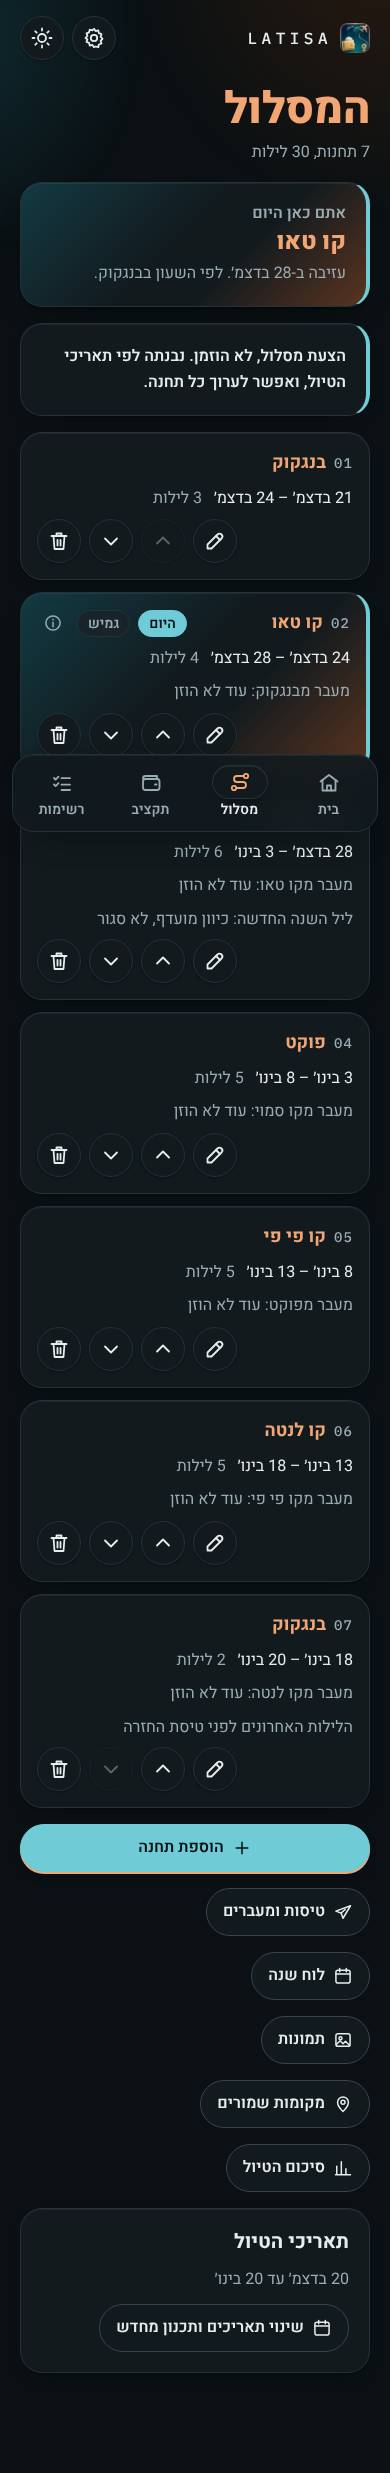 LATISA
המסלול
7 תחנות, 30 לילות
אתם כאן היום
קו טאו
עזיבה ב-28 בדצמ׳. לפי השעון בבנגקוק.
הצעת מסלול, לא הוזמן. נבנתה לפי תאריכי
הטיול, ואפשר לערוך כל תחנה.
01 בנגקוק
21 בדצמ׳ – 24 בדצמ׳ 3 לילות
02 קו טאו היום גמיש
24 בדצמ׳ – 28 בדצמ׳ 4 לילות
מעבר מבנגקוק: עוד לא הוזן
בית מסלול תקציב רשימות
28 בדצמ׳ – 3 בינו׳ 6 לילות
מעבר מקו טאו: עוד לא הוזן
ליל השנה החדשה: כיוון מועדף, לא סגור
04 פוקט
3 בינו׳ – 8 בינו׳ 5 לילות
מעבר מקו סמוי: עוד לא הוזן
05 קו פי פי
8 בינו׳ – 13 בינו׳ 5 לילות
מעבר מפוקט: עוד לא הוזן
06 קו לנטה
13 בינו׳ – 18 בינו׳ 5 לילות
מעבר מקו פי פי: עוד לא הוזן
07 בנגקוק
18 בינו׳ – 20 בינו׳ 2 לילות
מעבר מקו לנטה: עוד לא הוזן
הלילות האחרונים לפני טיסת החזרה
+ הוספת תחנה
טיסות ומעברים
לוח שנה
תמונות
מקומות שמורים
סיכום הטיול
תאריכי הטיול
20 בדצמ׳ עד 20 בינו׳
שינוי תאריכים ותכנון מחדש